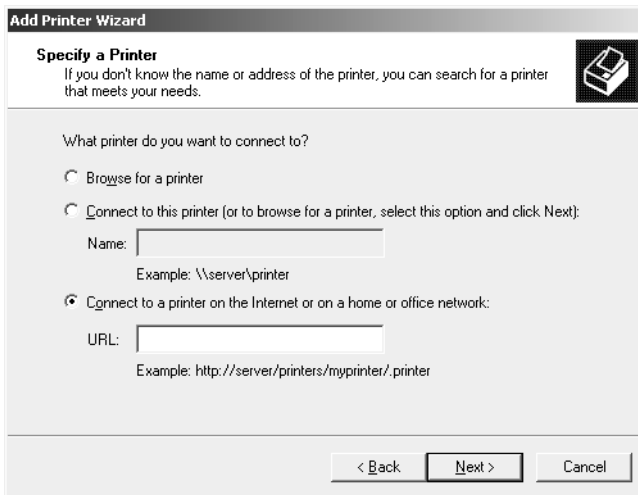 Add Printer Wizard
Specify a Printer
If you don't know the name or address of the printer, you can search for a printer
that meets your needs.
What printer do you want to connect to?
Browse for a printer
Connect to this printer (or to browse for a printer, select this option and click Next):
Name:
Example: \\server\printer
Connect to a printer on the Internet or on a home or office network:
URL:
Example: http://server/printers/myprinter/.printer
< Back Next > Cancel